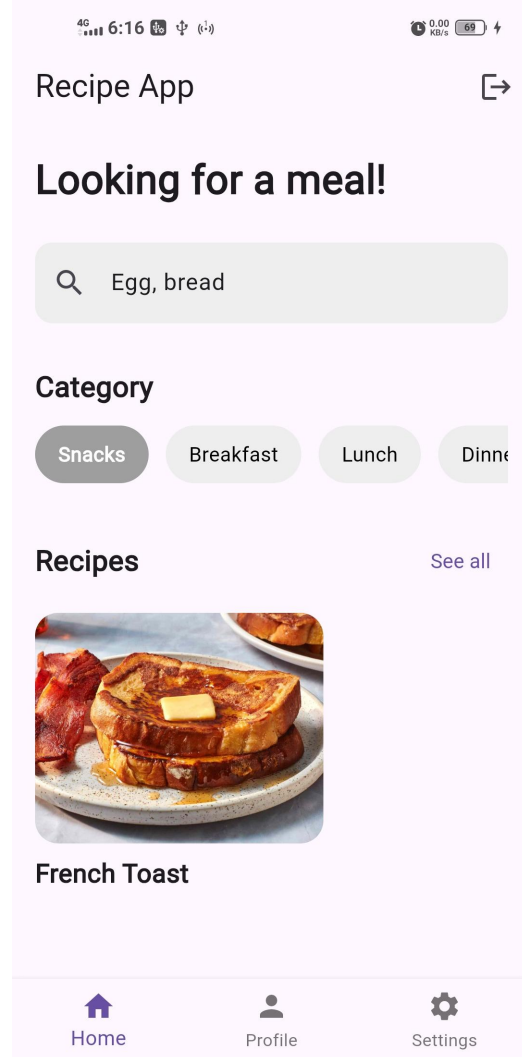 4G 6:16 0.00 KB/s 69
Recipe App
Looking for a meal!
Egg, bread
Category
Snacks Breakfast Lunch Dinne
Recipes See all
French Toast
Home Profile Settings